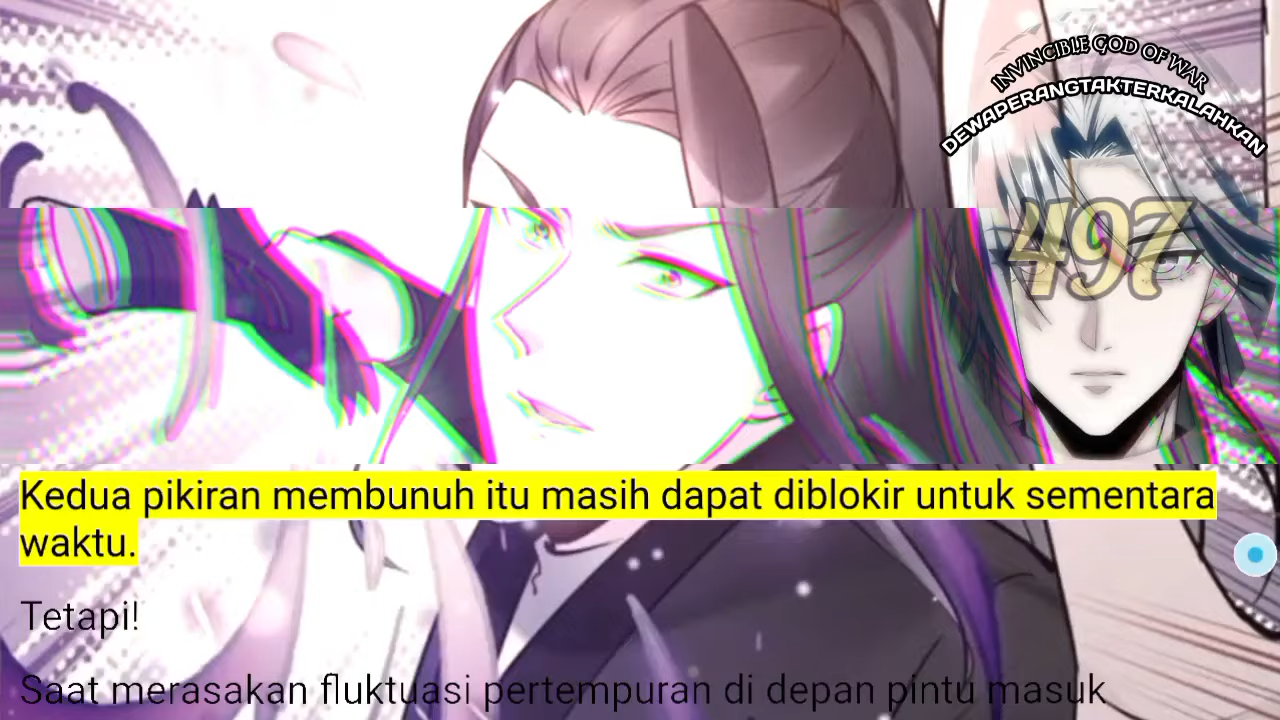 INVINCIBLE GOD OF WAR
DEWAPERANGTAKTERKALAHKAN
497
Kedua pikiran membunuh itu masih dapat diblokir untuk sementara
waktu.
Tetapi!
Saat merasakan fluktuasi pertempuran di depan pintu masuk